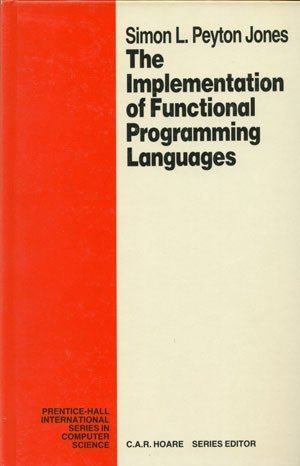 Simon L. Peyton Jones
The
Implementation
of Functional
Programming
Languages
PRENTICE-HALL
INTERNATIONAL
SERIES IN
COMPUTER
SCIENCE
C.A.R. HOARE SERIES EDITOR